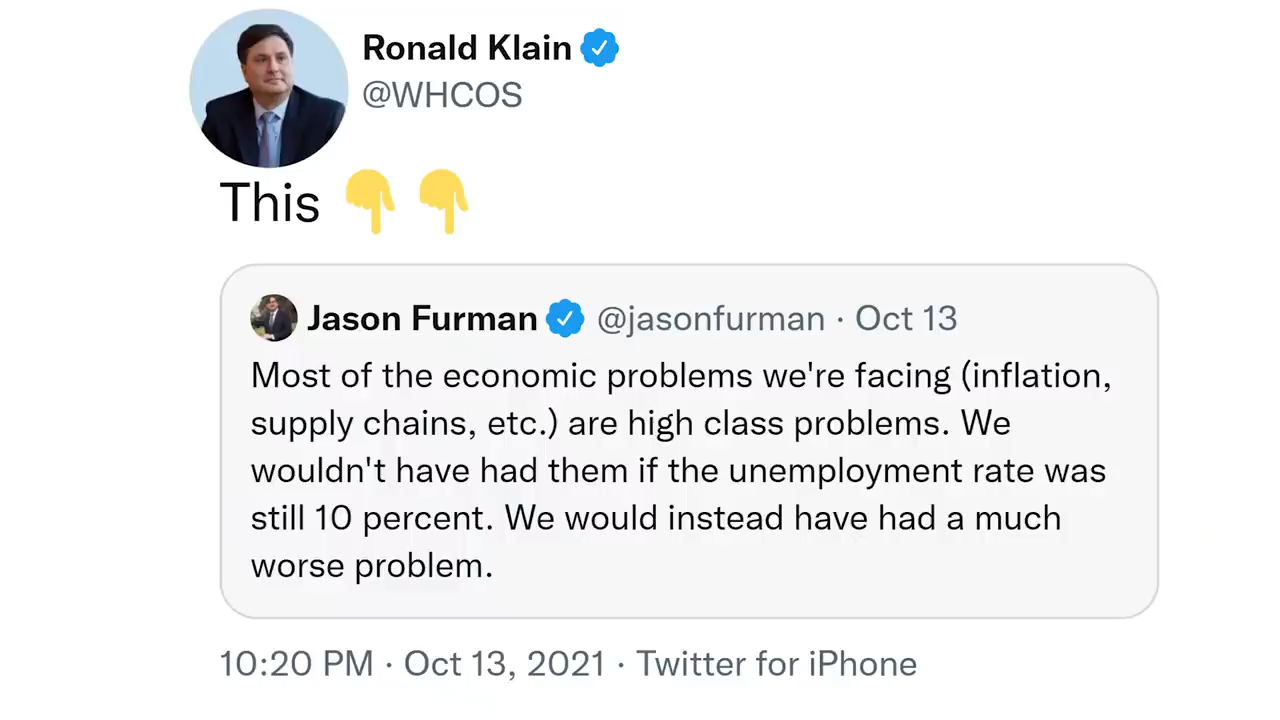 Ronald Klain
@WHCOS
This 👇 👇
Jason Furman @jasonfurman · Oct 13
Most of the economic problems we're facing (inflation,
supply chains, etc.) are high class problems. We
wouldn't have had them if the unemployment rate was
still 10 percent. We would instead have had a much
worse problem.
10:20 PM · Oct 13, 2021 · Twitter for iPhone